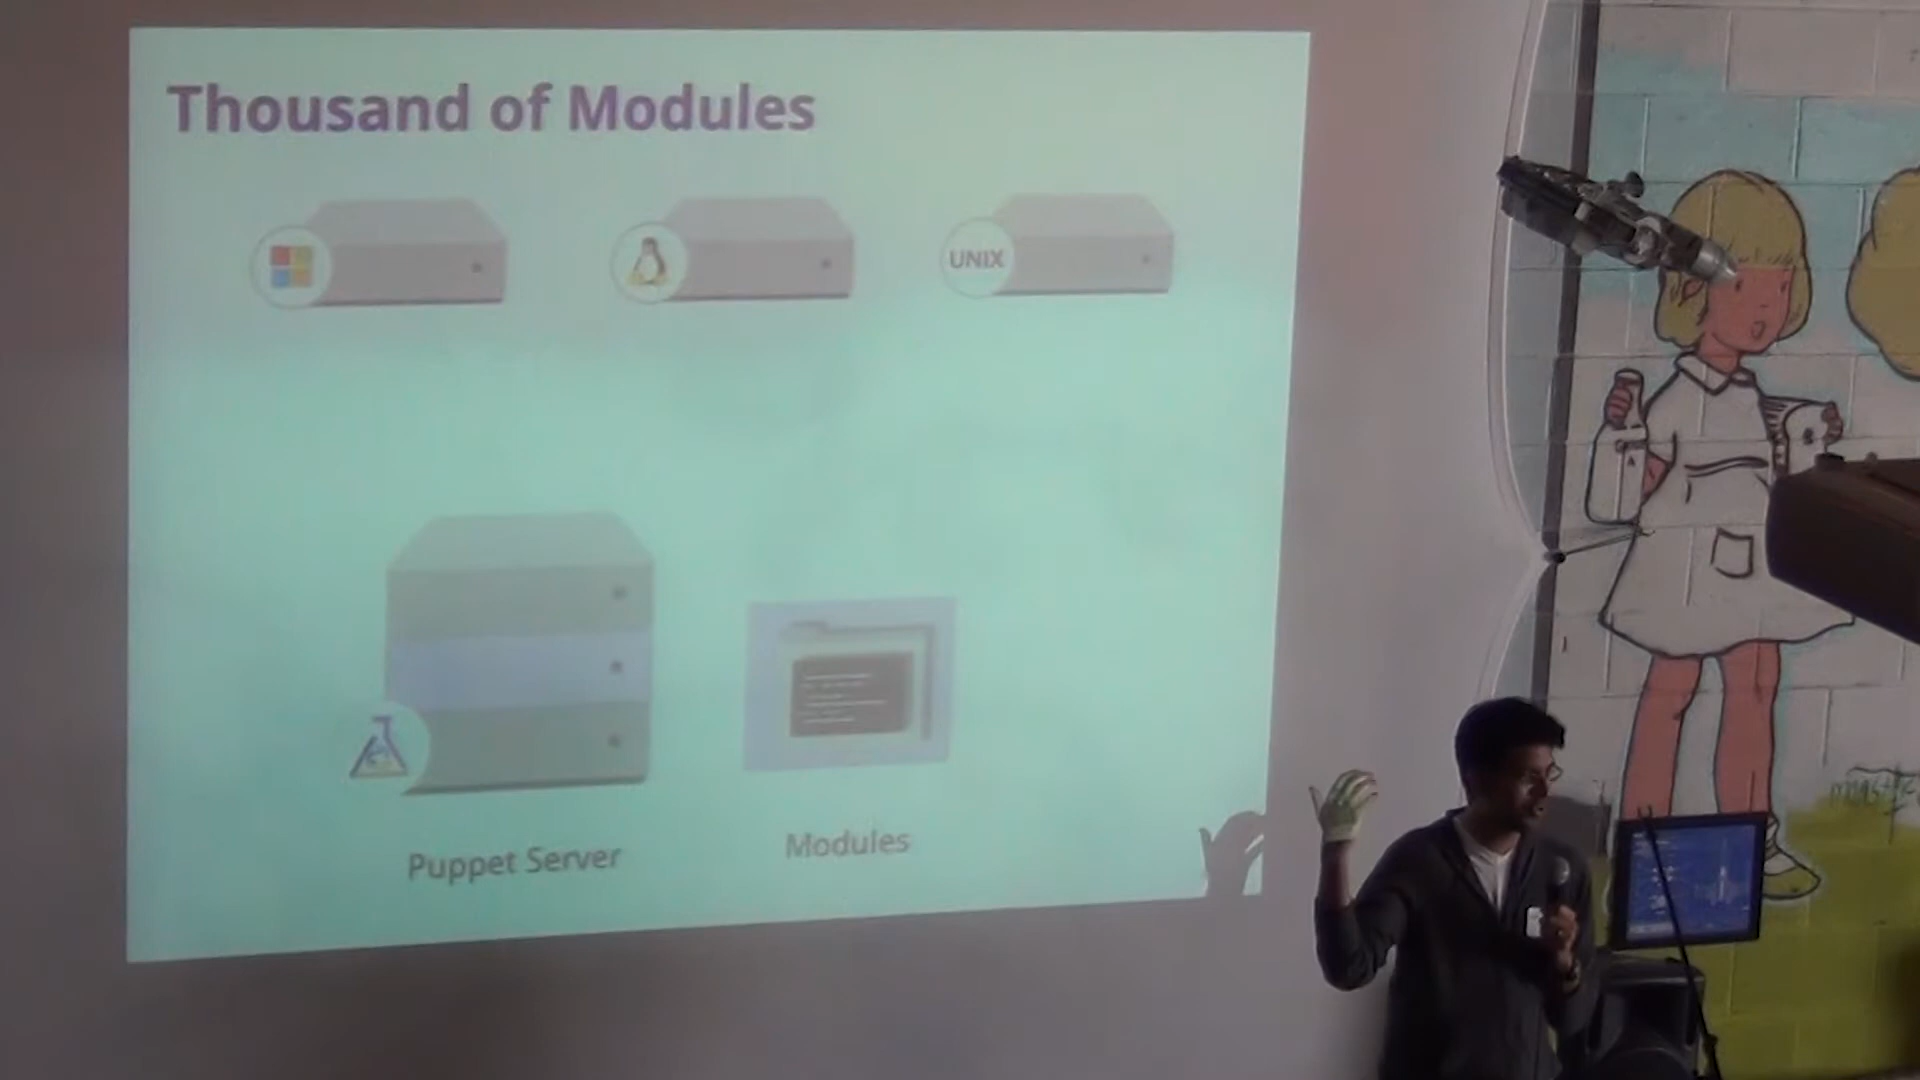 Thousand of Modules
UNIX
Puppet Server
Modules